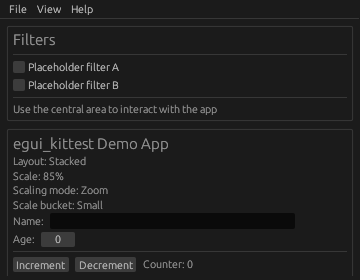 File View Help
Filters
Placeholder filter A
Placeholder filter B
Use the central area to interact with the app
egui_kittest Demo App
Layout: Stacked
Scale: 85%
Scaling mode: Zoom
Scale bucket: Small
Name:
Age: 0
Increment Decrement Counter: 0